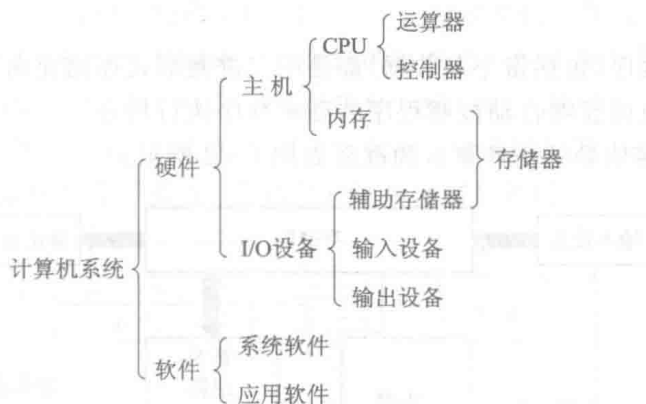 运算器
CPU
控制器
主机
内存
硬件
存储器
辅助存储器
I/O设备
输入设备
计算机系统
输出设备
系统软件
软件
应用软件